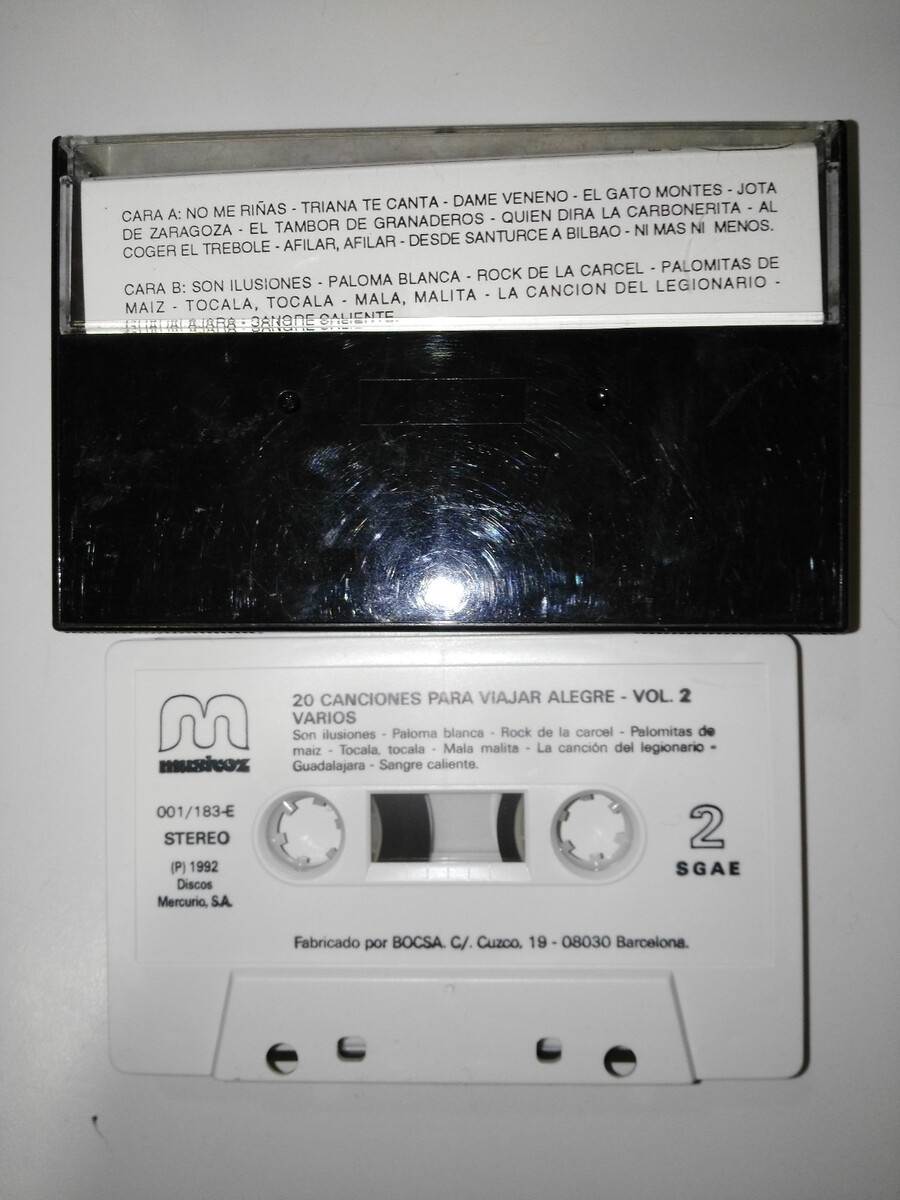 CARA A: NO ME RIÑAS - TRIANA TE CANTA - DAME VENENO - EL GATO MONTES - JOTA
DE ZARAGOZA - EL TAMBOR DE GRANADEROS - QUIEN DIRA LA CARBONERITA - AL
COGER EL TREBOLE - AFILAR, AFILAR - DESDE SANTURCE A BILBAO - NI MAS NI MENOS.
CARA B: SON ILUSIONES - PALOMA BLANCA - ROCK DE LA CARCEL - PALOMITAS DE
MAIZ - TOCALA, TOCALA - MALA, MALITA - LA CANCION DEL LEGIONARIO -
GUADALAJARA - SANGRE CALIENTE.
20 CANCIONES PARA VIAJAR ALEGRE - VOL. 2
VARIOS
Son ilusiones - Paloma blanca - Rock de la carcel - Palomitas de
maiz - Tocala, tocala - Mala malita - La canción del legionario -
Guadalajara - Sangre caliente.
musivoz
001/183-E
STEREO
(P) 1992
Discos
Mercurio, S.A.
2
SGAE
Fabricado por BOCSA. C/. Cuzco, 19 - 08030 Barcelona.